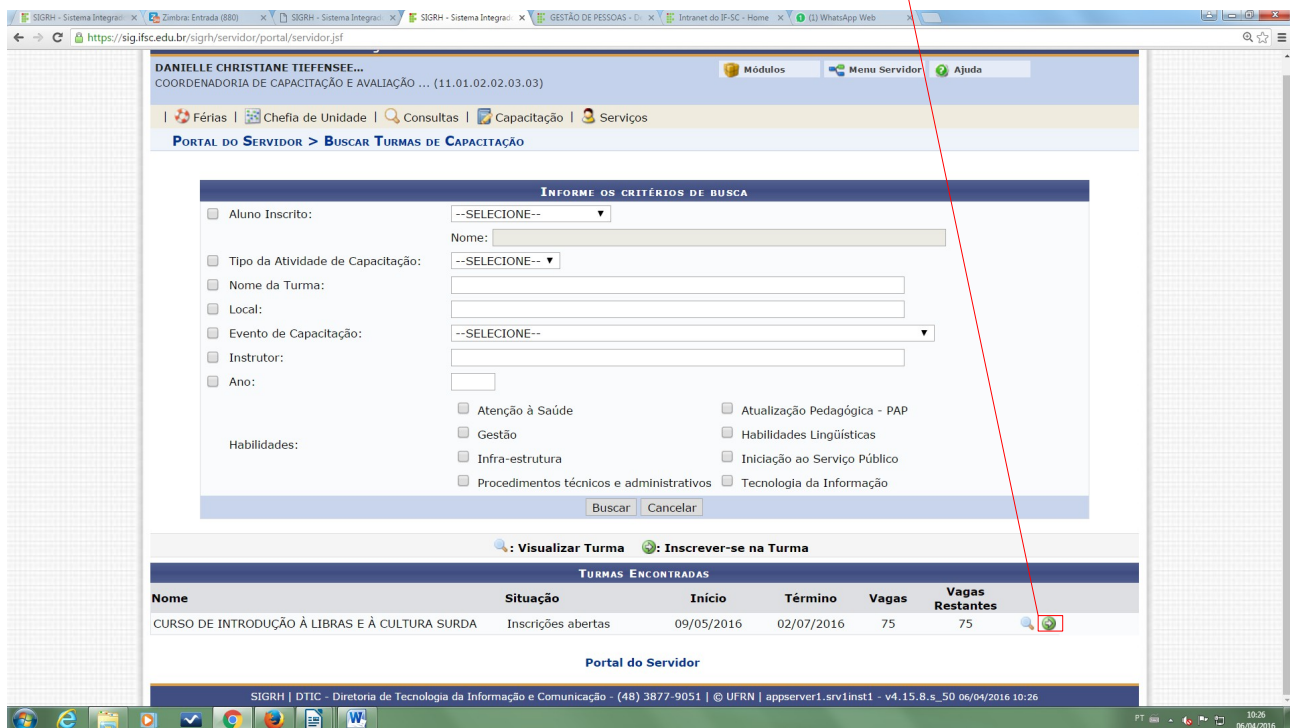 SIGRH - Sistema Integrad
Zimbra: Entrada (880)
SIGRH - Sistema Integrad
SIGRH - Sistema Integrad
GESTÃO DE PESSOAS - D
Intranet do IF-SC - Home
(1) WhatsApp Web
https://sig.ifsc.edu.br/sigrh/servidor/portal/servidor.jsf
DANIELLE CHRISTIANE TIEFENSEE...
Módulos
Menu Servidor
Ajuda
COORDENADORIA DE CAPACITAÇÃO E AVALIAÇÃO ... (11.01.02.02.03.03)
| Férias | Chefia de Unidade | Consultas | Capacitação | Serviços
PORTAL DO SERVIDOR > BUSCAR TURMAS DE CAPACITAÇÃO
INFORME OS CRITÉRIOS DE BUSCA
Aluno Inscrito: --SELECIONE--
Nome:
Tipo da Atividade de Capacitação: --SELECIONE--
Nome da Turma:
Local:
Evento de Capacitação: --SELECIONE--
Instrutor:
Ano:
Habilidades:
Atenção à Saúde Atualização Pedagógica - PAP
Gestão Habilidades Lingüísticas
Infra-estrutura Iniciação ao Serviço Público
Procedimentos técnicos e administrativos Tecnologia da Informação
Buscar Cancelar
: Visualizar Turma : Inscrever-se na Turma
TURMAS ENCONTRADAS
Nome Situação Início Término Vagas Vagas Restantes
CURSO DE INTRODUÇÃO À LIBRAS E À CULTURA SURDA Inscrições abertas 09/05/2016 02/07/2016 75 75
Portal do Servidor
SIGRH | DTIC - Diretoria de Tecnologia da Informação e Comunicação - (48) 3877-9051 | © UFRN | appserver1.srv1inst1 - v4.15.8.s_50 06/04/2016 10:26
PT
10:26
06/04/2016